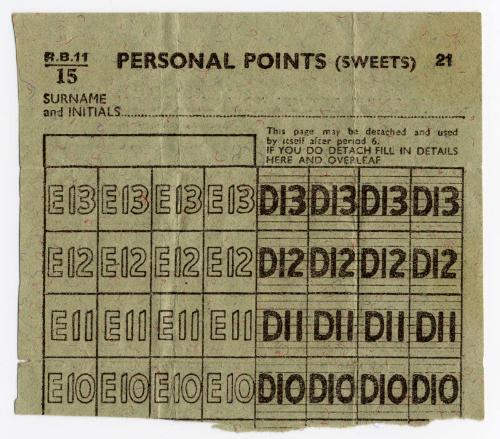 R.B.11
15
PERSONAL POINTS (SWEETS) 21
SURNAME
and INITIALS
This page may be detached and used
by itself after period 6.
IF YOU DO DETACH FILL IN DETAILS
HERE AND OVERLEAF
E13 E13 E13 E13 D13 D13 D13 D13
E12 E12 E12 E12 D12 D12 D12 D12
E11 E11 E11 E11 D11 D11 D11 D11
E10 E10 E10 E10 D10 D10 D10 D10